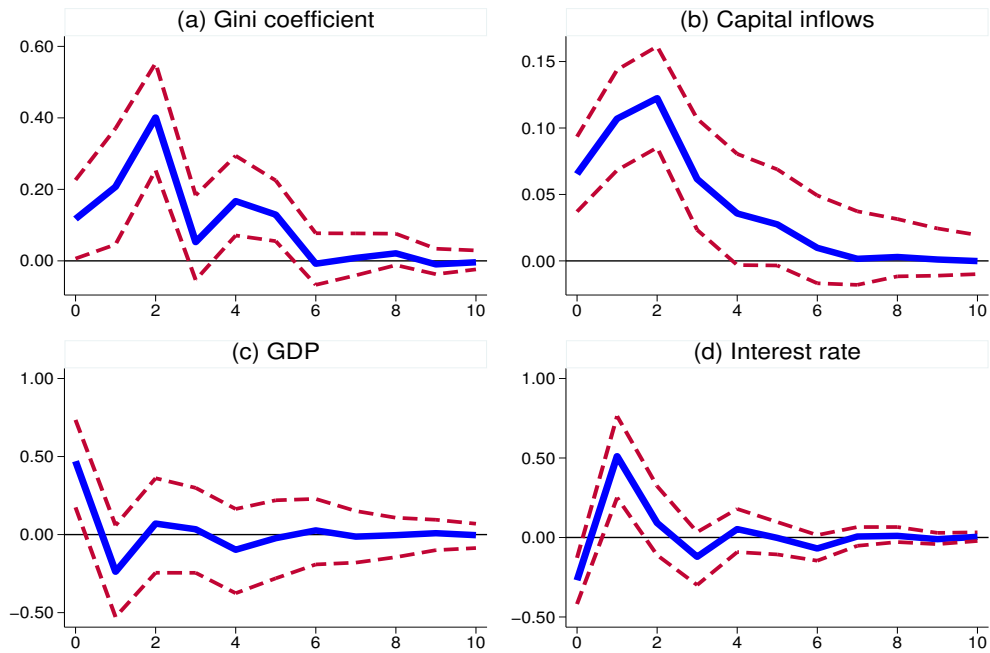 (a) Gini coefficient
0.60
0.40
0.20
0.00
0 2 4 6 8 10
(b) Capital inflows
0.15
0.10
0.05
0.00
0 2 4 6 8 10
(c) GDP
1.00
0.50
0.00
−0.50
0 2 4 6 8 10
(d) Interest rate
1.00
0.50
0.00
−0.50
0 2 4 6 8 10